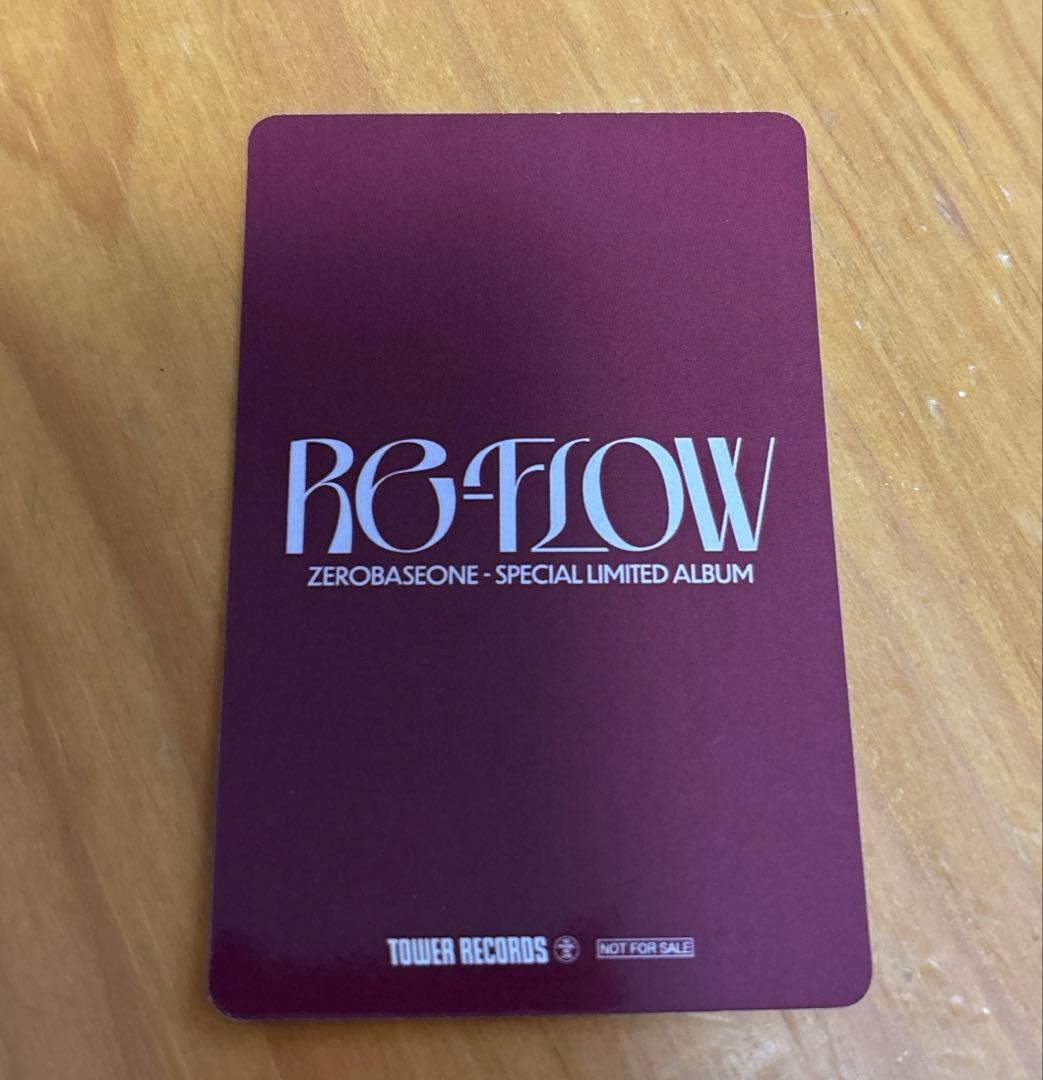 RE-FLOW
ZEROBASEONE - SPECIAL LIMITED ALBUM
TOWER RECORDS NOT FOR SALE